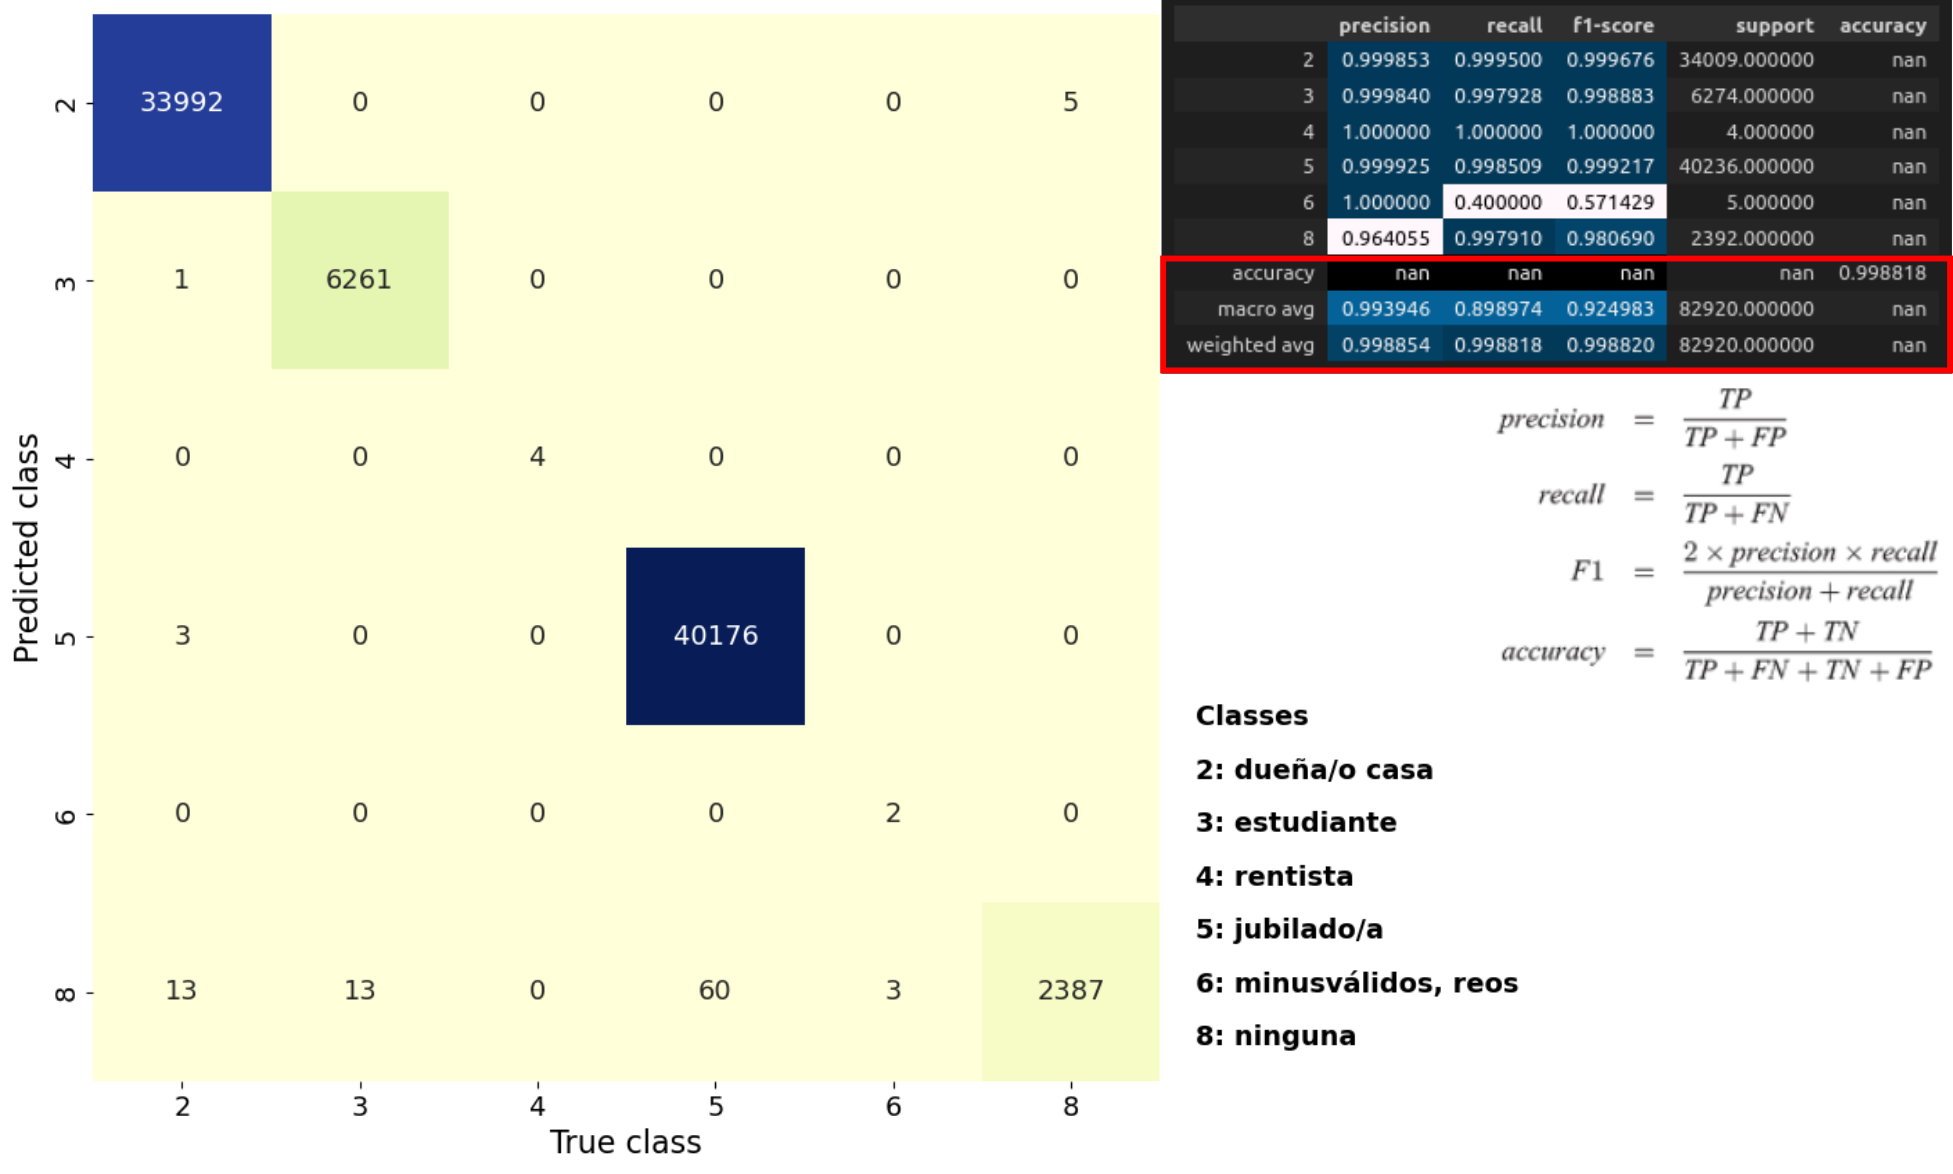 Predicted class
2 33992 0 0 0 0 5
3 1 6261 0 0 0 0
4 0 0 4 0 0 0
5 3 0 0 40176 0 0
6 0 0 0 0 2 0
8 13 13 0 60 3 2387
2 3 4 5 6 8
True class
precision recall f1-score support accuracy
2 0.999853 0.999500 0.999676 34009.000000 nan
3 0.999840 0.997928 0.998883 6274.000000 nan
4 1.000000 1.000000 1.000000 4.000000 nan
5 0.999925 0.998509 0.999217 40236.000000 nan
6 1.000000 0.400000 0.571429 5.000000 nan
8 0.964055 0.997910 0.980690 2392.000000 nan
accuracy nan nan nan nan 0.998818
macro avg 0.993946 0.898974 0.924983 82920.000000 nan
weighted avg 0.998854 0.998818 0.998820 82920.000000 nan
precision = TP / TP + FP
recall = TP / TP + FN
F1 = 2 × precision × recall / precision + recall
accuracy = TP + TN / TP + FN + TN + FP
Classes
2: dueña/o casa
3: estudiante
4: rentista
5: jubilado/a
6: minusválidos, reos
8: ninguna